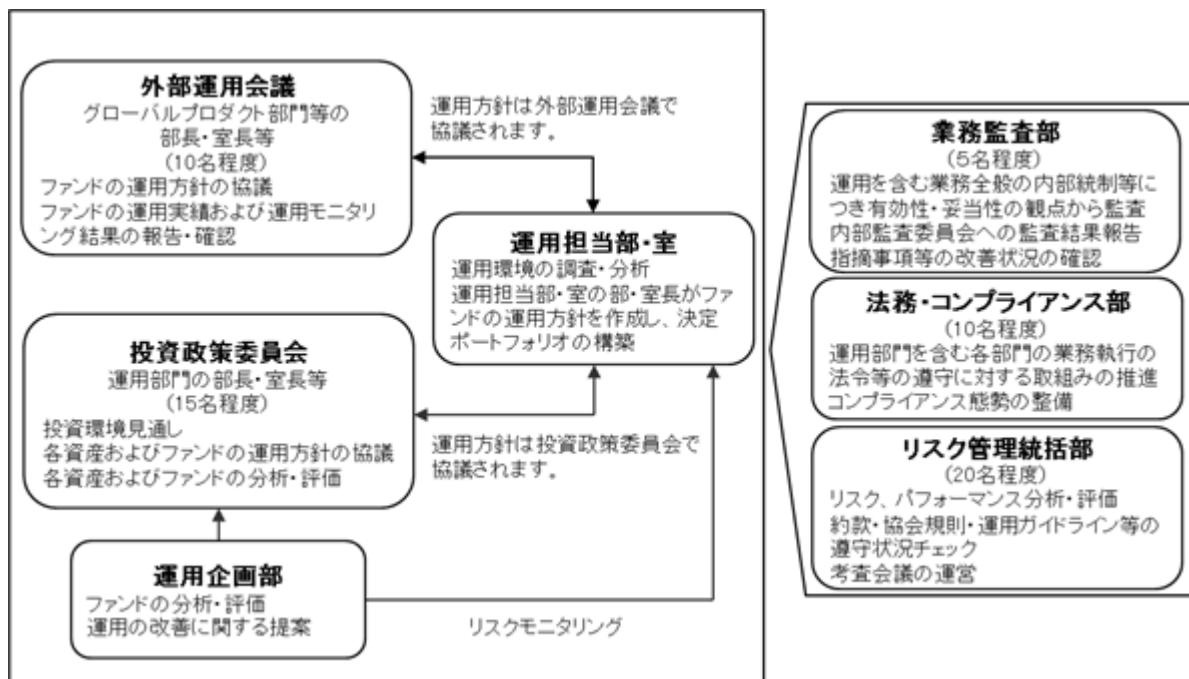 外部運用会議
グローバルプロダクト部門等の
部長・室長等
(10名程度)
ファンドの運用方針の協議
ファンドの運用実績および運用モニタリ
ング結果の報告・確認
運用方針は外部運用会議で
協議されます。
運用担当部・室
運用環境の調査・分析
運用担当部・室の部・室長がファ
ンドの運用方針を作成し、決定
ポートフォリオの構築
投資政策委員会
運用部門の部長・室長等
(15名程度)
投資環境見通し
各資産およびファンドの運用方針の協議
各資産およびファンドの分析・評価
運用方針は投資政策委員会で
協議されます。
運用企画部
ファンドの分析・評価
運用の改善に関する提案
リスクモニタリング
業務監査部
(5名程度)
運用を含む業務全般の内部統制等に
つき有効性・妥当性の観点から監査
内部監査委員会への監査結果報告
指摘事項等の改善状況の確認
法務・コンプライアンス部
(10名程度)
運用部門を含む各部門の業務執行の
法令等の遵守に対する取組みの推進
コンプライアンス態勢の整備
リスク管理統括部
(20名程度)
リスク、パフォーマンス分析・評価
約款・協会規則・運用ガイドライン等の
遵守状況チェック
考査会議の運営